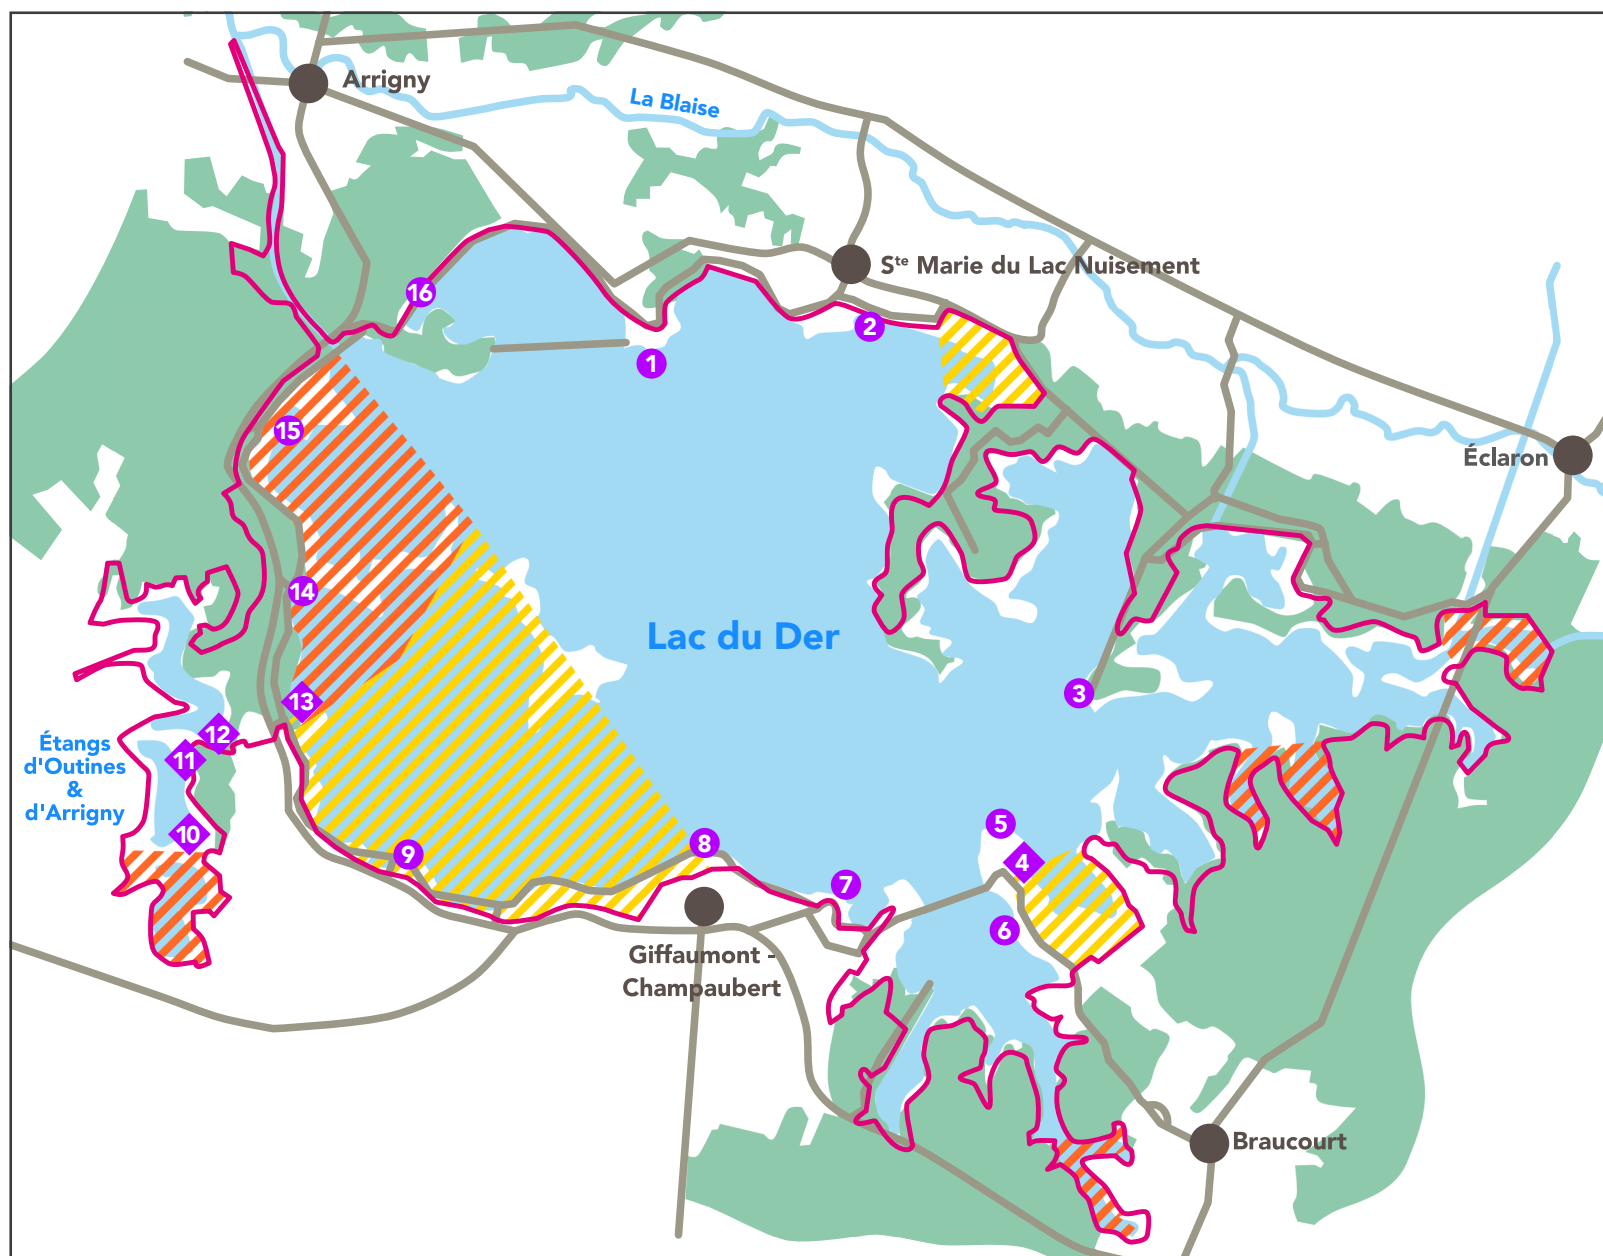 Arrigny
La Blaise
16
Sᵗᵉ Marie du Lac Nuisement
2
1
15
Éclaron
14
Lac du Der
13
3
12
Étangs
d'Outines
&
d'Arrigny
11
10
5
4
8
9
7
6
Giffaumont -
Champaubert
Braucourt